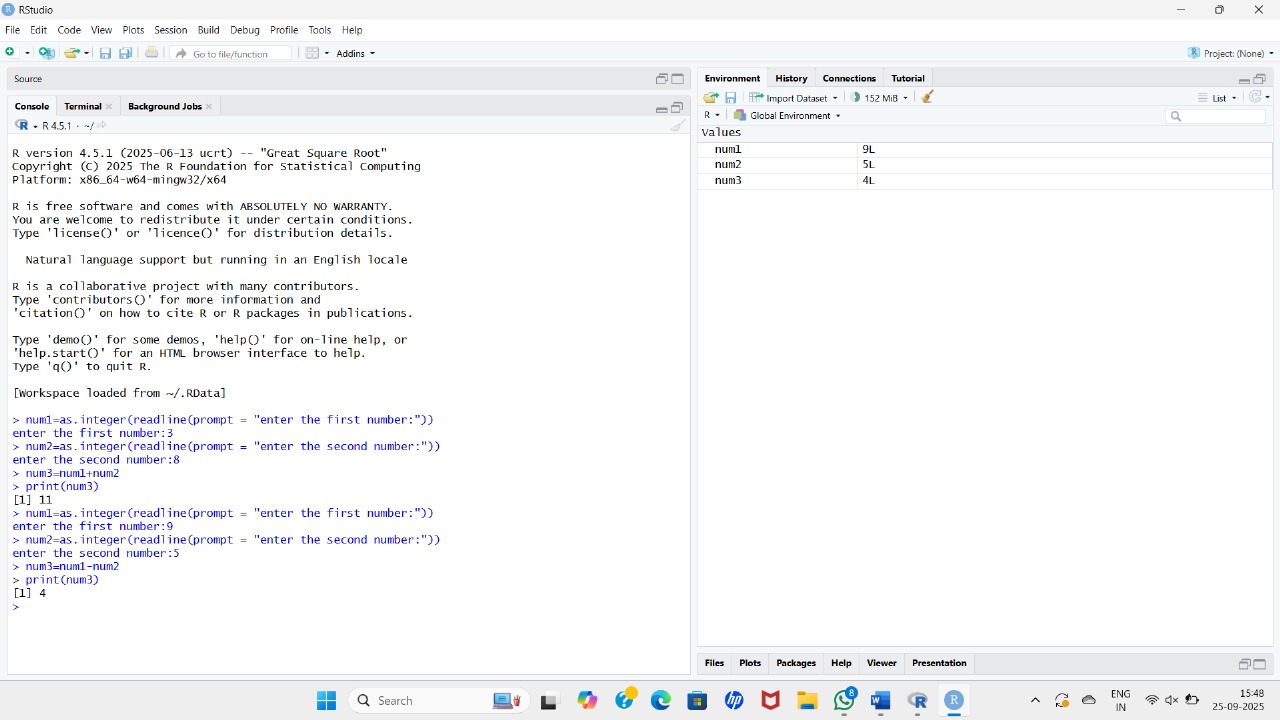 RStudio
File Edit Code View Plots Session Build Debug Profile Tools Help
Go to file/function Addins Project: (None)
Source
Console Terminal Background Jobs
R 4.5.1 · ~/
R version 4.5.1 (2025-06-13 ucrt) -- "Great Square Root"
Copyright (C) 2025 The R Foundation for Statistical Computing
Platform: x86_64-w64-mingw32/x64
R is free software and comes with ABSOLUTELY NO WARRANTY.
You are welcome to redistribute it under certain conditions.
Type 'license()' or 'licence()' for distribution details.
Natural language support but running in an English locale
R is a collaborative project with many contributors.
Type 'contributors()' for more information and
'citation()' on how to cite R or R packages in publications.
Type 'demo()' for some demos, 'help()' for on-line help, or
'help.start()' for an HTML browser interface to help.
Type 'q()' to quit R.
[Workspace loaded from ~/.RData]
> num1=as.integer(readline(prompt = "enter the first number:"))
enter the first number:3
> num2=as.integer(readline(prompt = "enter the second number:"))
enter the second number:8
> num3=num1+num2
> print(num3)
[1] 11
> num1=as.integer(readline(prompt = "enter the first number:"))
enter the first number:9
> num2=as.integer(readline(prompt = "enter the second number:"))
enter the second number:5
> num3=num1-num2
> print(num3)
[1] 4
>
Environment History Connections Tutorial
Import Dataset 152 MiB List
R Global Environment
Values
num1 9L
num2 5L
num3 4L
Files Plots Packages Help Viewer Presentation
Search 8 ENG 15:48
IN 25-09-2025